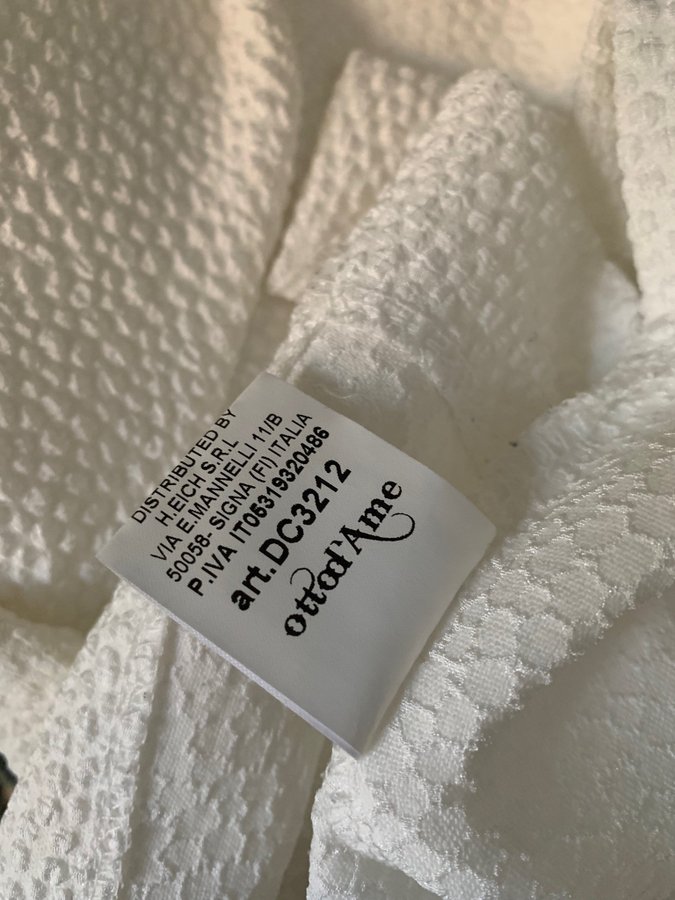 DISTRIBUTED BY
H.EICH S.R.L
VIA E.MANNELLI 11/B
50058- SIGNA (FI) ITALIA
P.IVA IT05319320486
art.DC3212
ottod'Ame